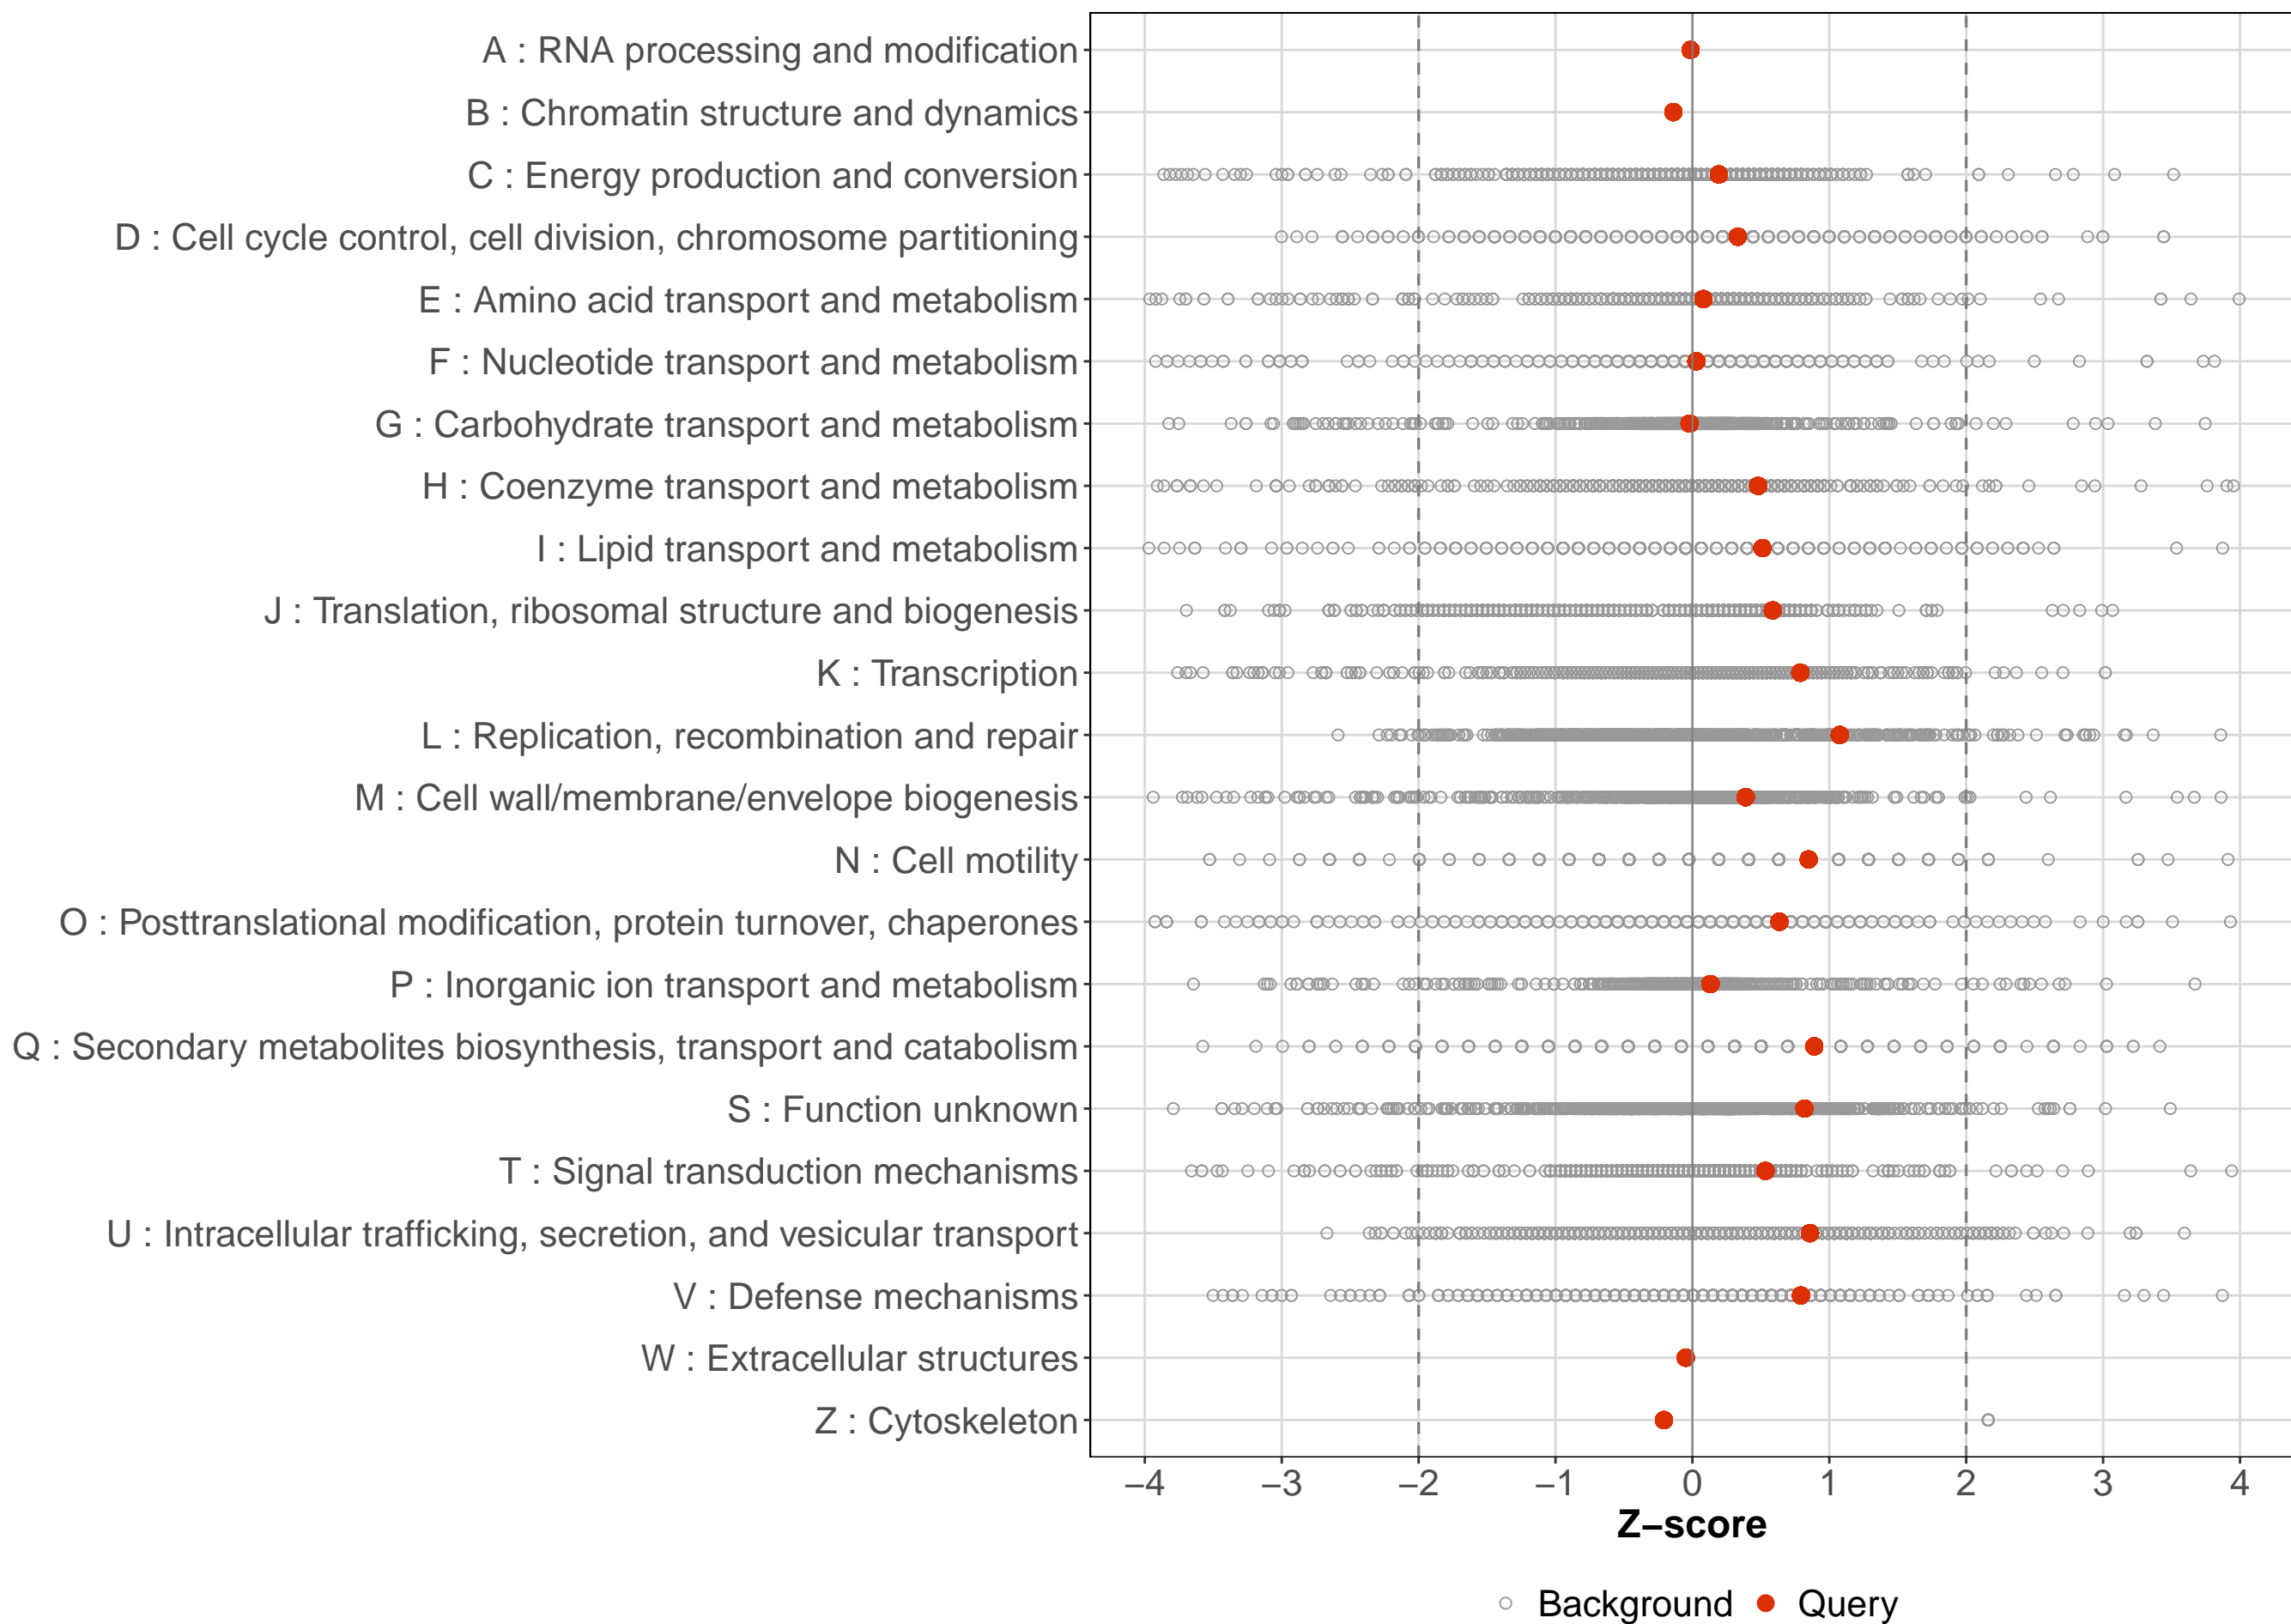 A : RNA processing and modification
B : Chromatin structure and dynamics
C : Energy production and conversion
D : Cell cycle control, cell division, chromosome partitioning
E : Amino acid transport and metabolism
F : Nucleotide transport and metabolism
G : Carbohydrate transport and metabolism
H : Coenzyme transport and metabolism
I : Lipid transport and metabolism
J : Translation, ribosomal structure and biogenesis
K : Transcription
L : Replication, recombination and repair
M : Cell wall/membrane/envelope biogenesis
N : Cell motility
O : Posttranslational modification, protein turnover, chaperones
P : Inorganic ion transport and metabolism
Q : Secondary metabolites biosynthesis, transport and catabolism
S : Function unknown
T : Signal transduction mechanisms
U : Intracellular trafficking, secretion, and vesicular transport
V : Defense mechanisms
W : Extracellular structures
Z : Cytoskeleton
−4 −3 −2 −1 0 1 2 3 4
Z−score
Background Query